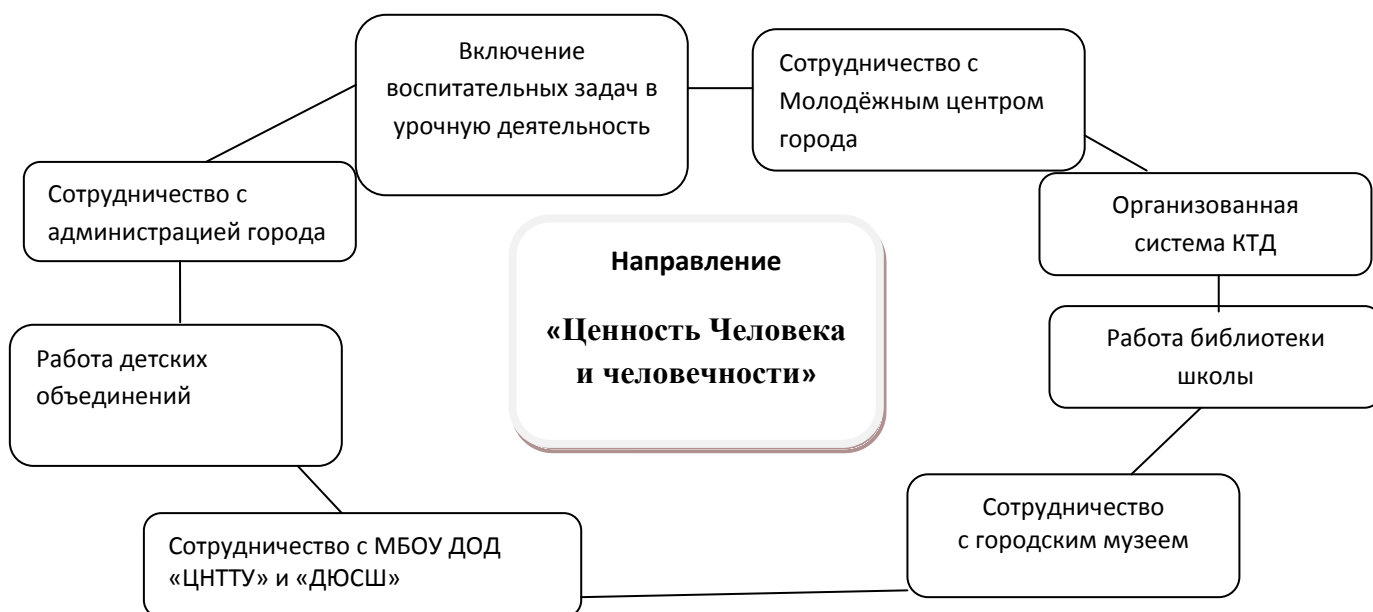 Включение
воспитательных задач в
урочную деятельность
Сотрудничество с
Молодёжным центром
города
Сотрудничество с
администрацией города
Организованная
система КТД
Направление
«Ценность Человека
и человечности»
Работа детских
объединений
Работа библиотеки
школы
Сотрудничество
с городским музеем
Сотрудничество с МБОУ ДОД
«ЦНТТУ» и «ДЮСШ»